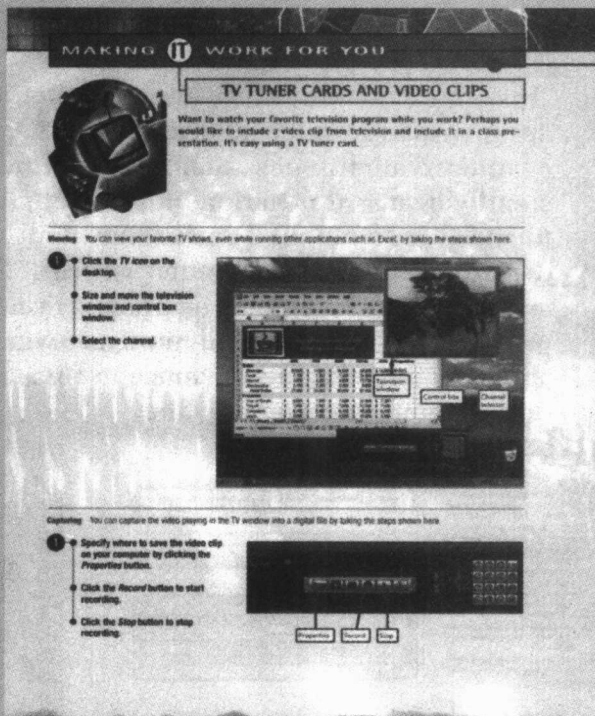 MAKING IT WORK FOR YOU
TV TUNER CARDS AND VIDEO CLIPS
Want to watch your favorite television program while you work? Perhaps you
would like to include a video clip from television and include it in a class pre-
sentation. It's easy using a TV tuner card.
Viewing You can view your favorite TV shows, even while running other applications such as Excel, by taking the steps shown here.
1 Click the TV icon on the
desktop.
Size and move the television
window and control box
window.
Select the channel.
Television
window
Control box
Channel
selector
Capturing You can capture the video playing in the TV window into a digital file by taking the steps shown here.
1 Specify where to save the video clip
on your computer by clicking the
Properties button.
Click the Record button to start
recording.
Click the Stop button to stop
recording.
Properties
Record
Stop